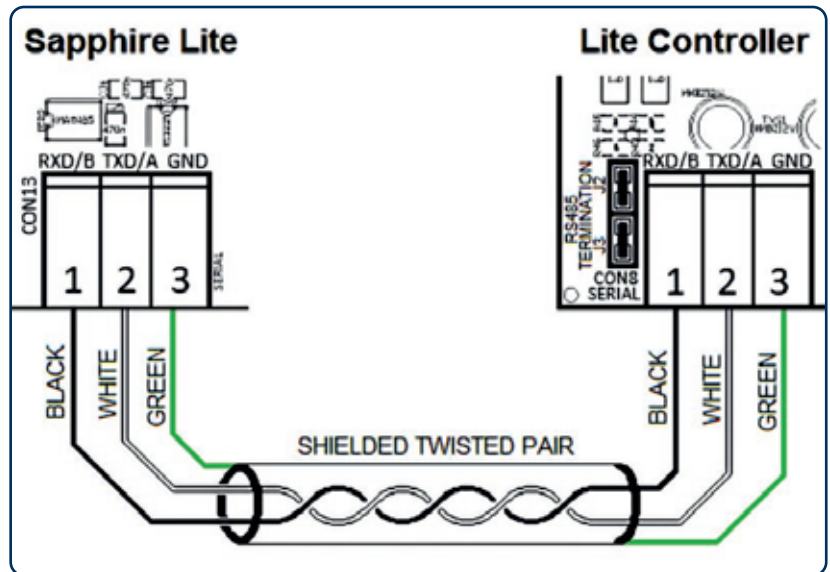 Sapphire Lite
Lite Controller
RXD/B TXD/A GND
CON13
1 2 3
SERIAL
BLACK
WHITE
GREEN
RXD/B TXD/A GND
RS485
TERMINATION
J2
J3
CON8
SERIAL
1 2 3
BLACK
WHITE
GREEN
SHIELDED TWISTED PAIR